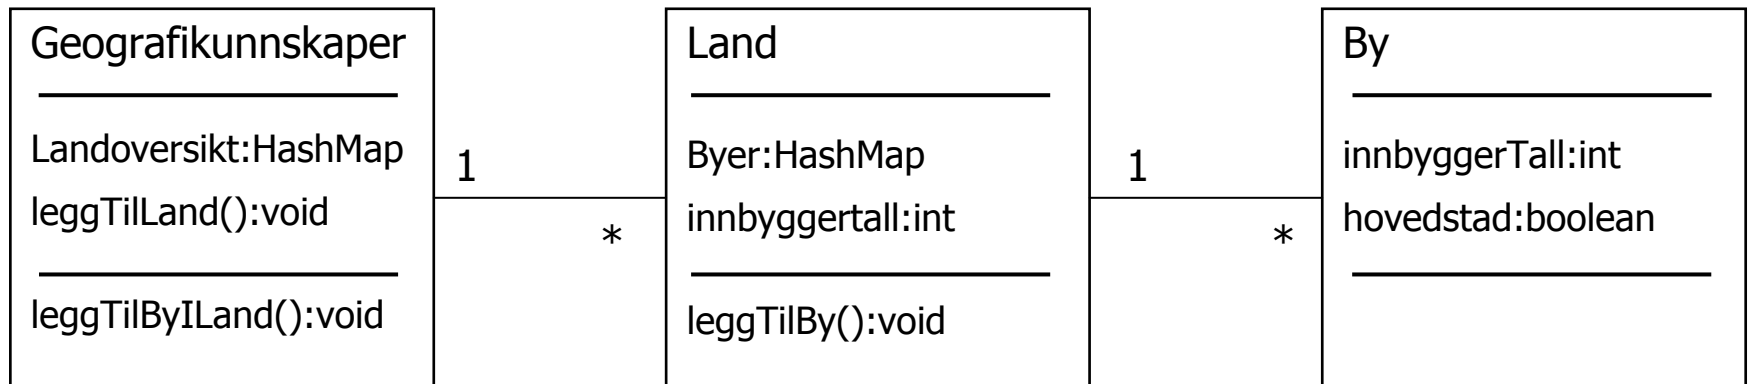 Geografikunnskaper
Landoversikt:HashMap
leggTilLand():void
leggTilByILand():void
1
*
Land
Byer:HashMap
innbyggertall:int
leggTilBy():void
1
*
By
innbyggerTall:int
hovedstad:boolean